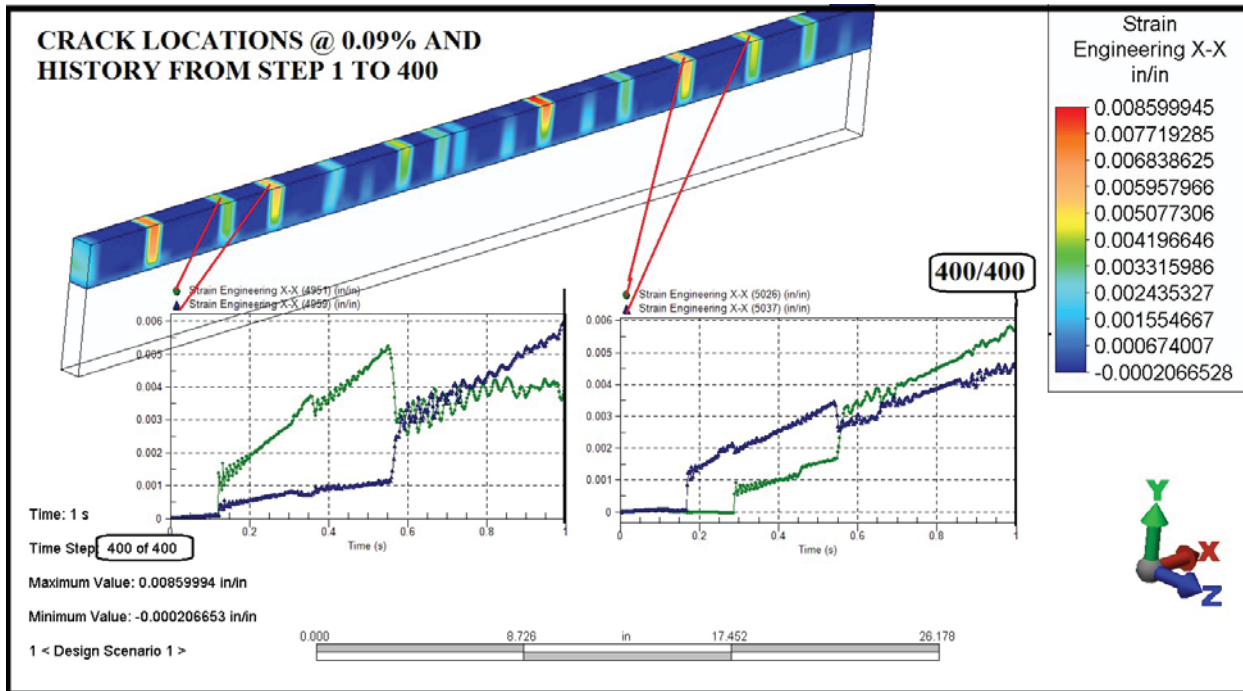 CRACK LOCATIONS @ 0.09% AND
HISTORY FROM STEP 1 TO 400
Strain
Engineering X-X
in/in
0.008599945
0.007719285
0.006838625
0.005957966
0.005077306
0.004196646
0.003315986
0.002435327
0.001554667
0.000674007
-0.0002066528
400/400
Strain Engineering X-X (4951) (in/in)
Strain Engineering X-X (4959) (in/in)
0.006
0.005
0.004
0.003
0.002
0.001
0
0
0.2
0.4
0.6
0.8
1
Time (s)
Strain Engineering X-X (5026) (in/in)
Strain Engineering X-X (5037) (in/in)
0.006
0.005
0.004
0.003
0.002
0.001
0
0
0.2
0.4
0.6
0.8
1
Time (s)
Time: 1 s
Time Step: 400 of 400
Maximum Value: 0.00859994 in/in
Minimum Value: -0.000206653 in/in
1 < Design Scenario 1 >
0.000
8.726
in
17.452
26.178
Y
X
Z